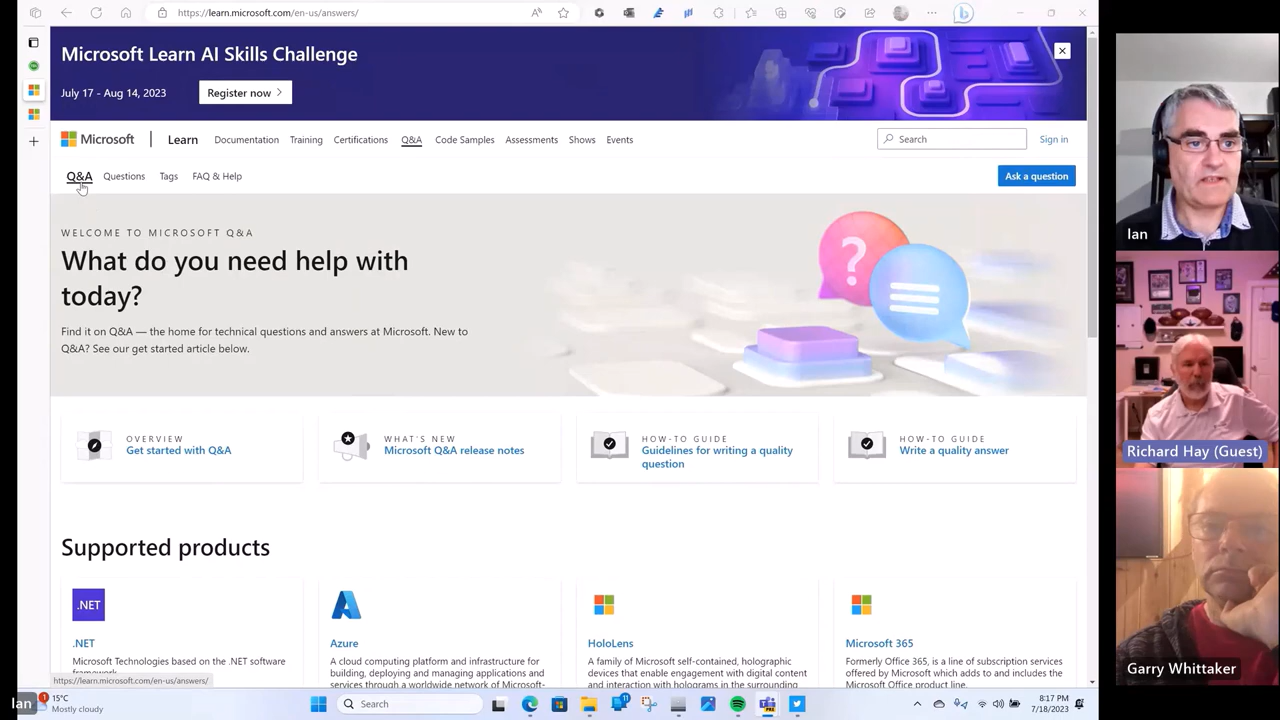 https://learn.microsoft.com/en-us/answers/
Microsoft Learn AI Skills Challenge
July 17 - Aug 14, 2023
Register now
Microsoft
Learn
Documentation
Training
Certifications
Q&A
Code Samples
Assessments
Shows
Events
Search
Sign in
Q&A
Questions
Tags
FAQ & Help
Ask a question
WELCOME TO MICROSOFT Q&A
What do you need help with
today?
Find it on Q&A — the home for technical questions and answers at Microsoft. New to
Q&A? See our get started article below.
?
OVERVIEW
Get started with Q&A
WHAT'S NEW
Microsoft Q&A release notes
HOW-TO GUIDE
Guidelines for writing a quality
question
HOW-TO GUIDE
Write a quality answer
Supported products
.NET
.NET
Microsoft Technologies based on the .NET software
framework.
Azure
A cloud computing platform and infrastructure for
building, deploying and managing applications and
services through a worldwide network of Microsoft-
HoloLens
A family of Microsoft self-contained, holographic
devices that enable engagement with digital content
and interaction with holograms in the surrounding
Microsoft 365
Formerly Office 365, is a line of subscription services
offered by Microsoft which adds to and includes the
Microsoft Office product line.
https://learn.microsoft.com/en-us/answers/
Ian
1
15°C
Mostly cloudy
Search
11
8:17 PM
7/18/2023
Ian
Richard Hay (Guest)
Garry Whittaker